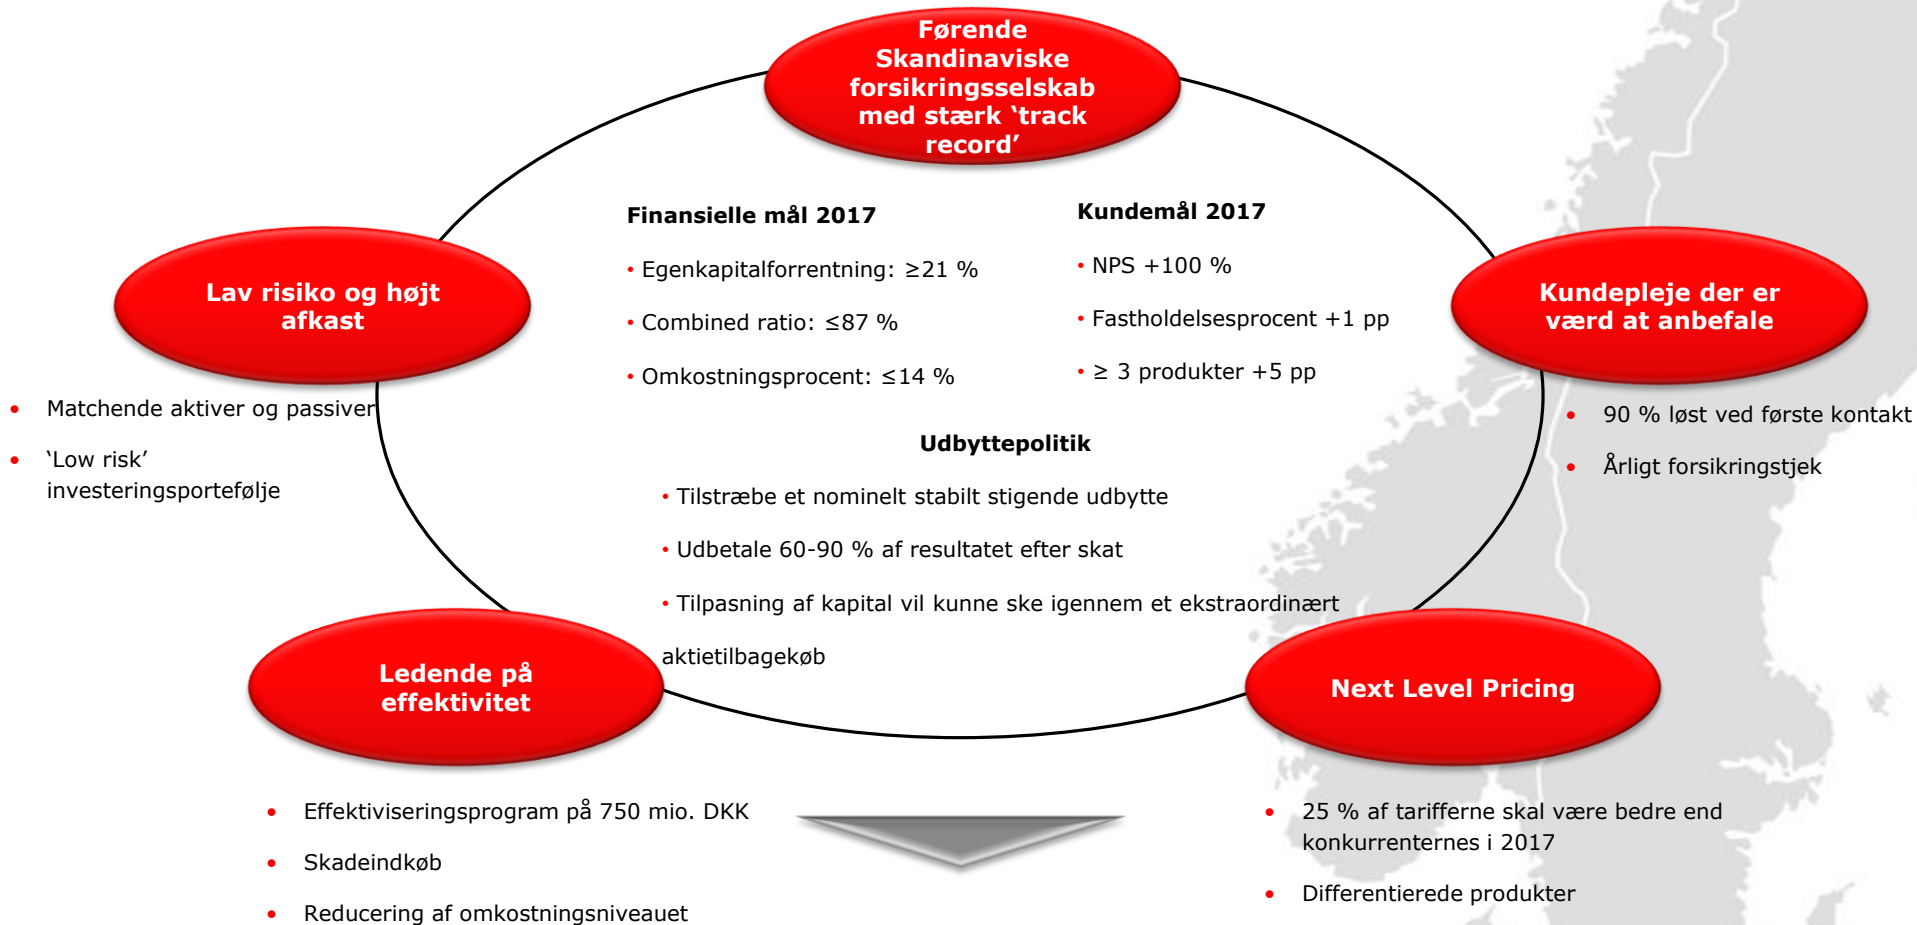 Førende
Skandinaviske
forsikringsselskab
med stærk ‘track
record’
Finansielle mål 2017
• Egenkapitalforrentning: ≥21 %
• Combined ratio: ≤87 %
• Omkostningsprocent: ≤14 %
Kundemål 2017
• NPS +100 %
• Fastholdelsesprocent +1 pp
• ≥ 3 produkter +5 pp
Lav risiko og højt
afkast
• Matchende aktiver og passiver
• ‘Low risk’
investeringsportefølje
Kundepleje der er
værd at anbefale
• 90 % løst ved første kontakt
• Årligt forsikringstjek
Udbyttepolitik
• Tilstræbe et nominelt stabilt stigende udbytte
• Udbetale 60-90 % af resultatet efter skat
• Tilpasning af kapital vil kunne ske igennem et ekstraordinært
aktietilbagekøb
Ledende på
effektivitet
• Effektiviseringsprogram på 750 mio. DKK
• Skadeindkøb
• Reducering af omkostningsniveauet
Next Level Pricing
• 25 % af tarifferne skal være bedre end
konkurrenternes i 2017
• Differentierede produkter